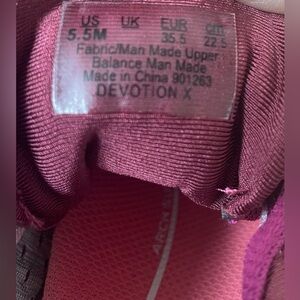 US UK EUR cm
5.5M 35.5 22.5
Fabric/Man Made Upper
Balance Man Made
Made in China 901263
DEVOTION X
ARCH